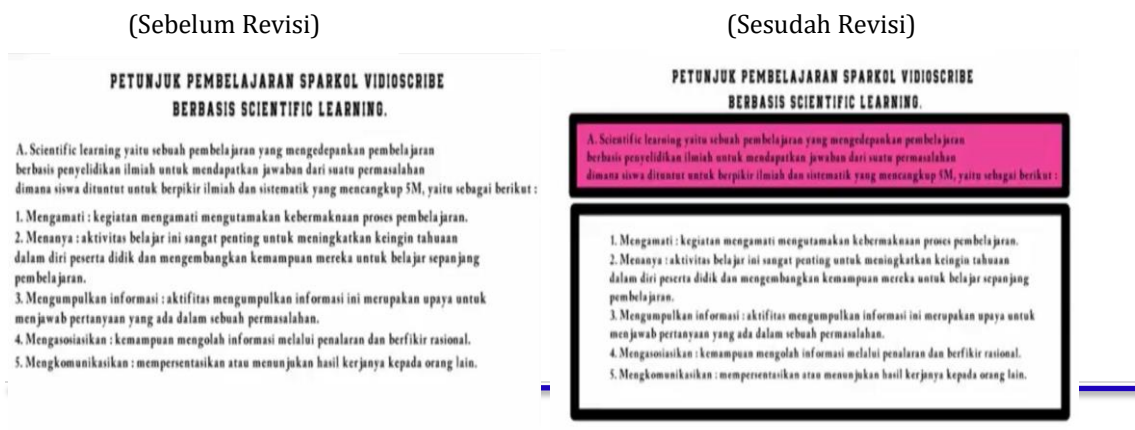 (Sebelum Revisi)
PETUNJUK PEMBELAJARAN SPARKOL VIDIOSCRIBE
BERBASIS SCIENTIFIC LEARNING.
A. Scientific learning yaitu sebuah pembelajaran yang mengedepankan pembelajaran
berbasis penyelidikan ilmiah untuk mendapatkan jawaban dari suatu permasalahan
dimana siswa dituntut untuk berpikir ilmiah dan sistematik yang mencangkup 5M, yaitu sebagai berikut :
1. Mengamati : kegiatan mengamati mengutamakan kebermaknaan proses pembelajaran.
2. Menanya : aktivitas belajar ini sangat penting untuk meningkatkan keingin tahuaan
dalam diri peserta didik dan mengembangkan kemampuan mereka untuk belajar sepanjang
pembelajaran.
3. Mengumpulkan informasi : aktifitas mengumpulkan informasi ini merupakan upaya untuk
menjawab pertanyaan yang ada dalam sebuah permasalahan.
4. Mengasosiasikan : kemampuan mengolah informasi melalui penalaran dan berfikir rasional.
5. Mengkomunikasikan : mempersentasikan atau menunjukan hasil kerjanya kepada orang lain.
(Sesudah Revisi)
PETUNJUK PEMBELAJARAN SPARKOL VIDIOSCRIBE
BERBASIS SCIENTIFIC LEARNING.
A. Scientific learning yaitu sebuah pembelajaran yang mengedepankan pembelajaran
berbasis penyelidikan ilmiah untuk mendapatkan jawaban dari suatu permasalahan
dimana siswa dituntut untuk berpikir ilmiah dan sistematik yang mencangkup 5M, yaitu sebagai berikut :
1. Mengamati : kegiatan mengamati mengutamakan kebermaknaan proses pembelajaran.
2. Menanya : aktivitas belajar ini sangat penting untuk meningkatkan keingin tahuaan
dalam diri peserta didik dan mengembangkan kemampuan mereka untuk belajar sepanjang
pembelajaran.
3. Mengumpulkan informasi : aktifitas mengumpulkan informasi ini merupakan upaya untuk
menjawab pertanyaan yang ada dalam sebuah permasalahan.
4. Mengasosiasikan : kemampuan mengolah informasi melalui penalaran dan berfikir rasional.
5. Mengkomunikasikan : mempersentasikan atau menunjukan hasil kerjanya kepada orang lain.